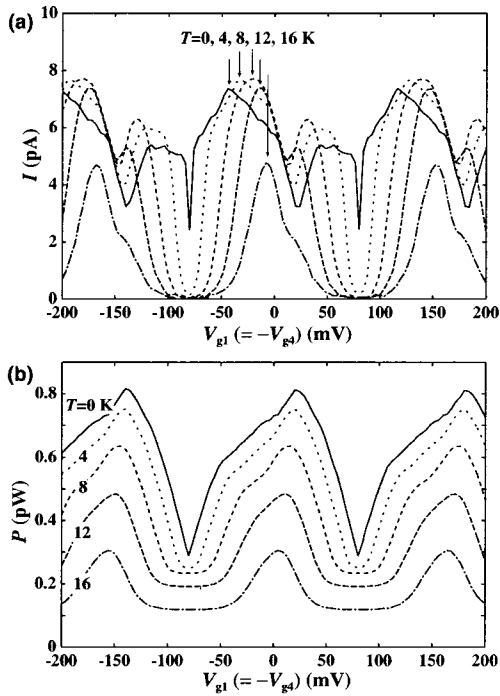 (a)
T=0, 4, 8, 12, 16 K
10
8
6
4
2
0
I (pA)
-200 -150 -100 -50 0 50 100 150 200
Vg1 (= −Vg4) (mV)
(b)
T=0 K
4
8
12
16
0.8
0.6
0.4
0.2
0
P (pW)
-200 -150 -100 -50 0 50 100 150 200
Vg1 (= −Vg4) (mV)